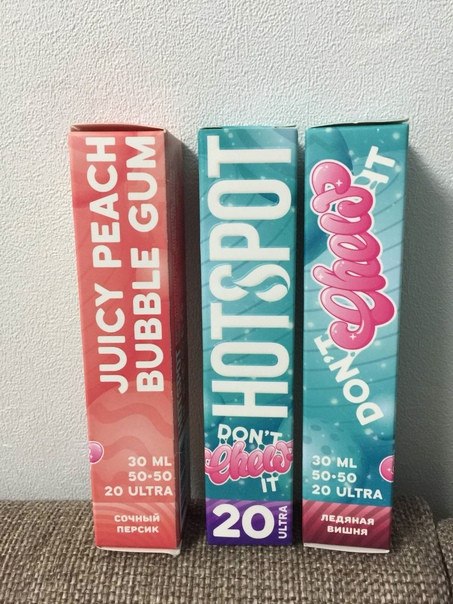 JUICY PEACH
BUBBLE GUM
30 ML
50•50
20 ULTRA
СОЧНЫЙ
ПЕРСИК
HOTSPOT
DON'T
Chew
IT
20 ULTRA
DON'T
Chew
IT
30 ML
50•50
20 ULTRA
ЛЕДЯНАЯ
ВИШНЯ